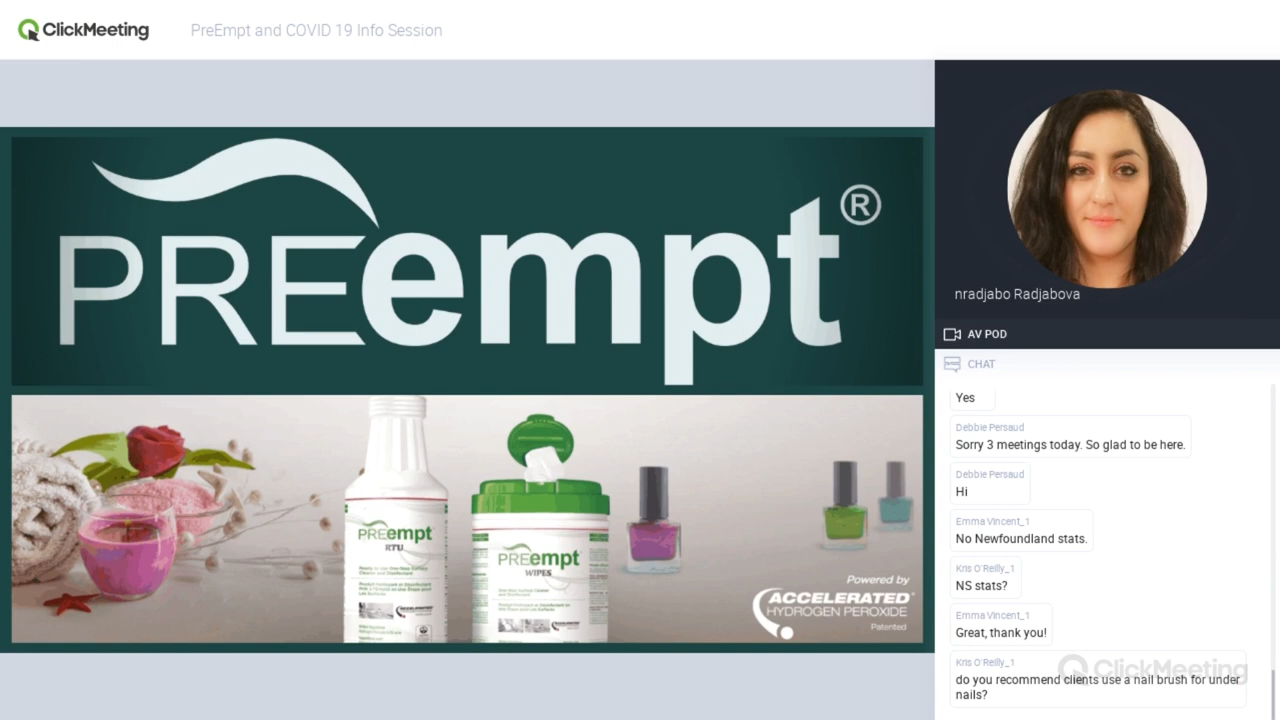 ClickMeeting
PreEmpt and COVID 19 Info Session
PREempt®
PREempt
RTU
PREempt
WIPES
Powered by
ACCELERATED
HYDROGEN PEROXIDE
Patented
nradjabo Radjabova
AV POD
CHAT
Yes
Debbie Persaud
Sorry 3 meetings today. So glad to be here.
Debbie Persaud
Hi
Emma Vincent_1
No Newfoundland stats.
Kris O'Reilly_1
NS stats?
Emma Vincent_1
Great, thank you!
Kris O'Reilly_1
do you recommend clients use a nail brush for under
nails?
ClickMeeting